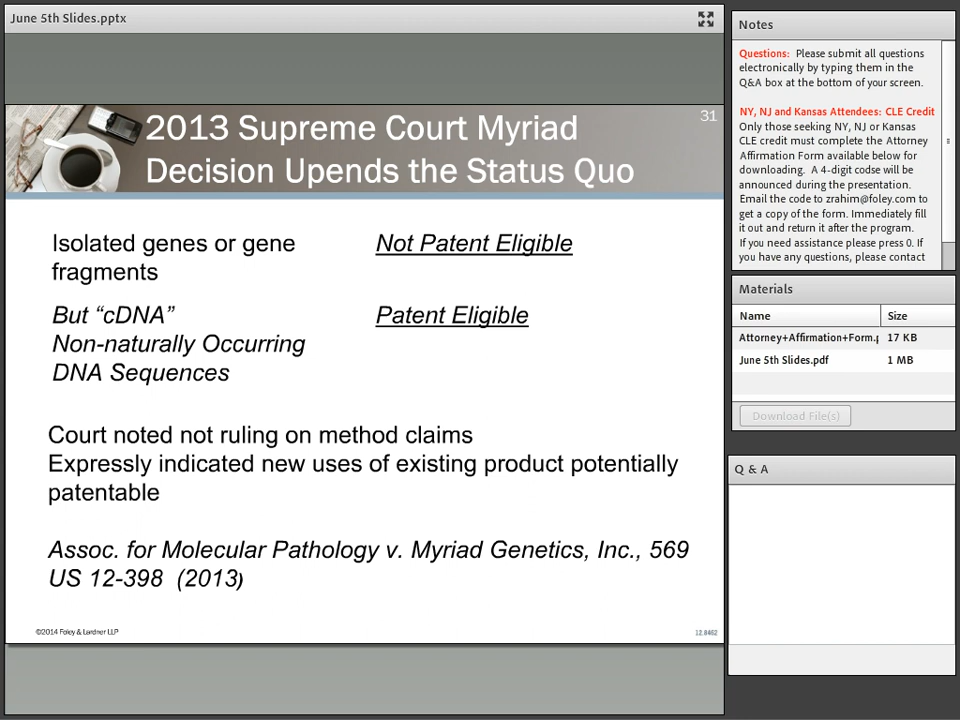 June 5th Slides.pptx
31
2013 Supreme Court Myriad
Decision Upends the Status Quo
Isolated genes or gene
fragments
Not Patent Eligible
But “cDNA”
Non-naturally Occurring
DNA Sequences
Patent Eligible
Court noted not ruling on method claims
Expressly indicated new uses of existing product potentially
patentable
Assoc. for Molecular Pathology v. Myriad Genetics, Inc., 569
US 12-398 (2013)
©2014 Foley & Lardner LLP
12.8462
Notes
Questions: Please submit all questions
electronically by typing them in the
Q&A box at the bottom of your screen.
NY, NJ and Kansas Attendees: CLE Credit
Only those seeking NY, NJ or Kansas
CLE credit must complete the Attorney
Affirmation Form available below for
downloading. A 4-digit codse will be
announced during the presentation.
Email the code to zrahim@foley.com to
get a copy of the form. Immediately fill
it out and return it after the program.
If you need assistance please press 0. If
you have any questions, please contact
Materials
Name Size
Attorney+Affirmation+Form.p 17 KB
June 5th Slides.pdf 1 MB
Download File(s)
Q & A